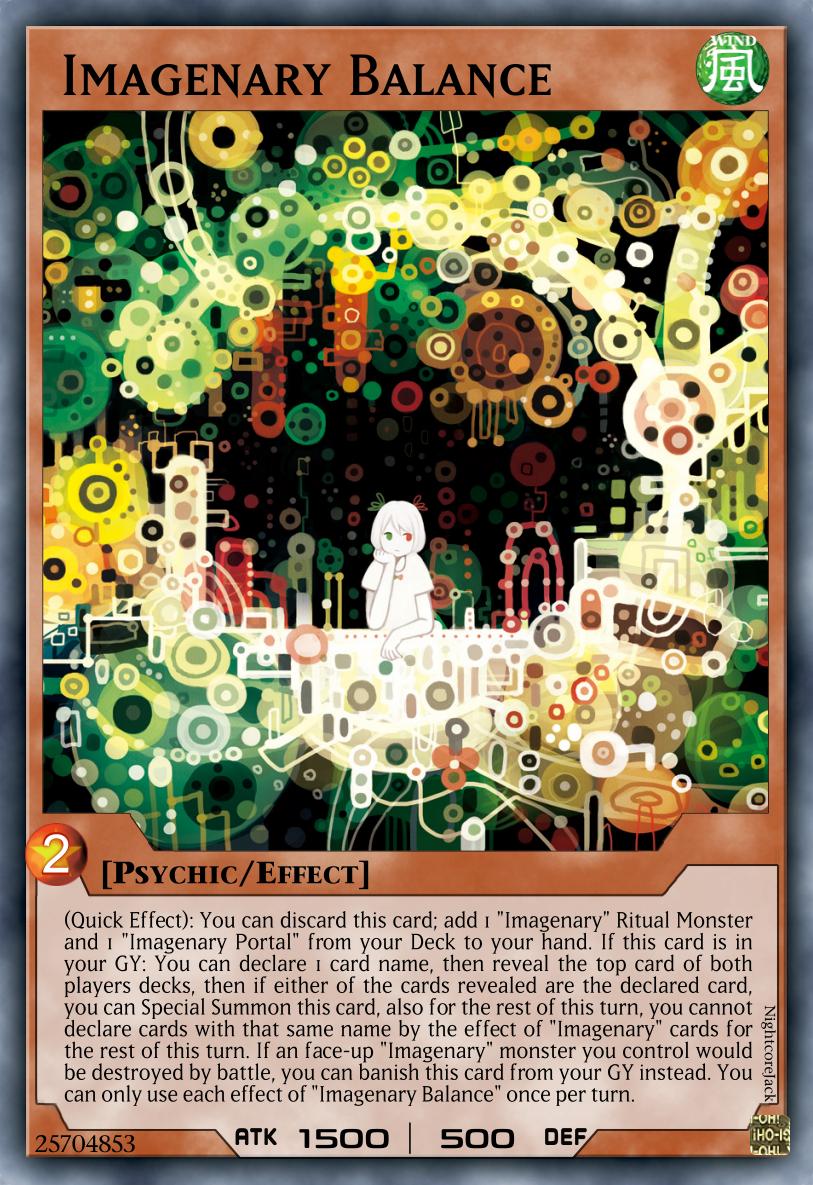 Imagenary Balance
WIND
風
2
[Psychic/Effect]
(Quick Effect): You can discard this card; add 1 "Imagenary" Ritual Monster
and 1 "Imagenary Portal" from your Deck to your hand. If this card is in
your GY: You can declare 1 card name, then reveal the top card of both
players decks, then if either of the cards revealed are the declared card,
you can Special Summon this card, also for the rest of this turn, you cannot
declare cards with that same name by the effect of "Imagenary" cards for
the rest of this turn. If an face-up "Imagenary" monster you control would
be destroyed by battle, you can banish this card from your GY instead. You
can only use each effect of "Imagenary Balance" once per turn.
NightcoreJack
25704853
ATK 1500 | 500 DEF